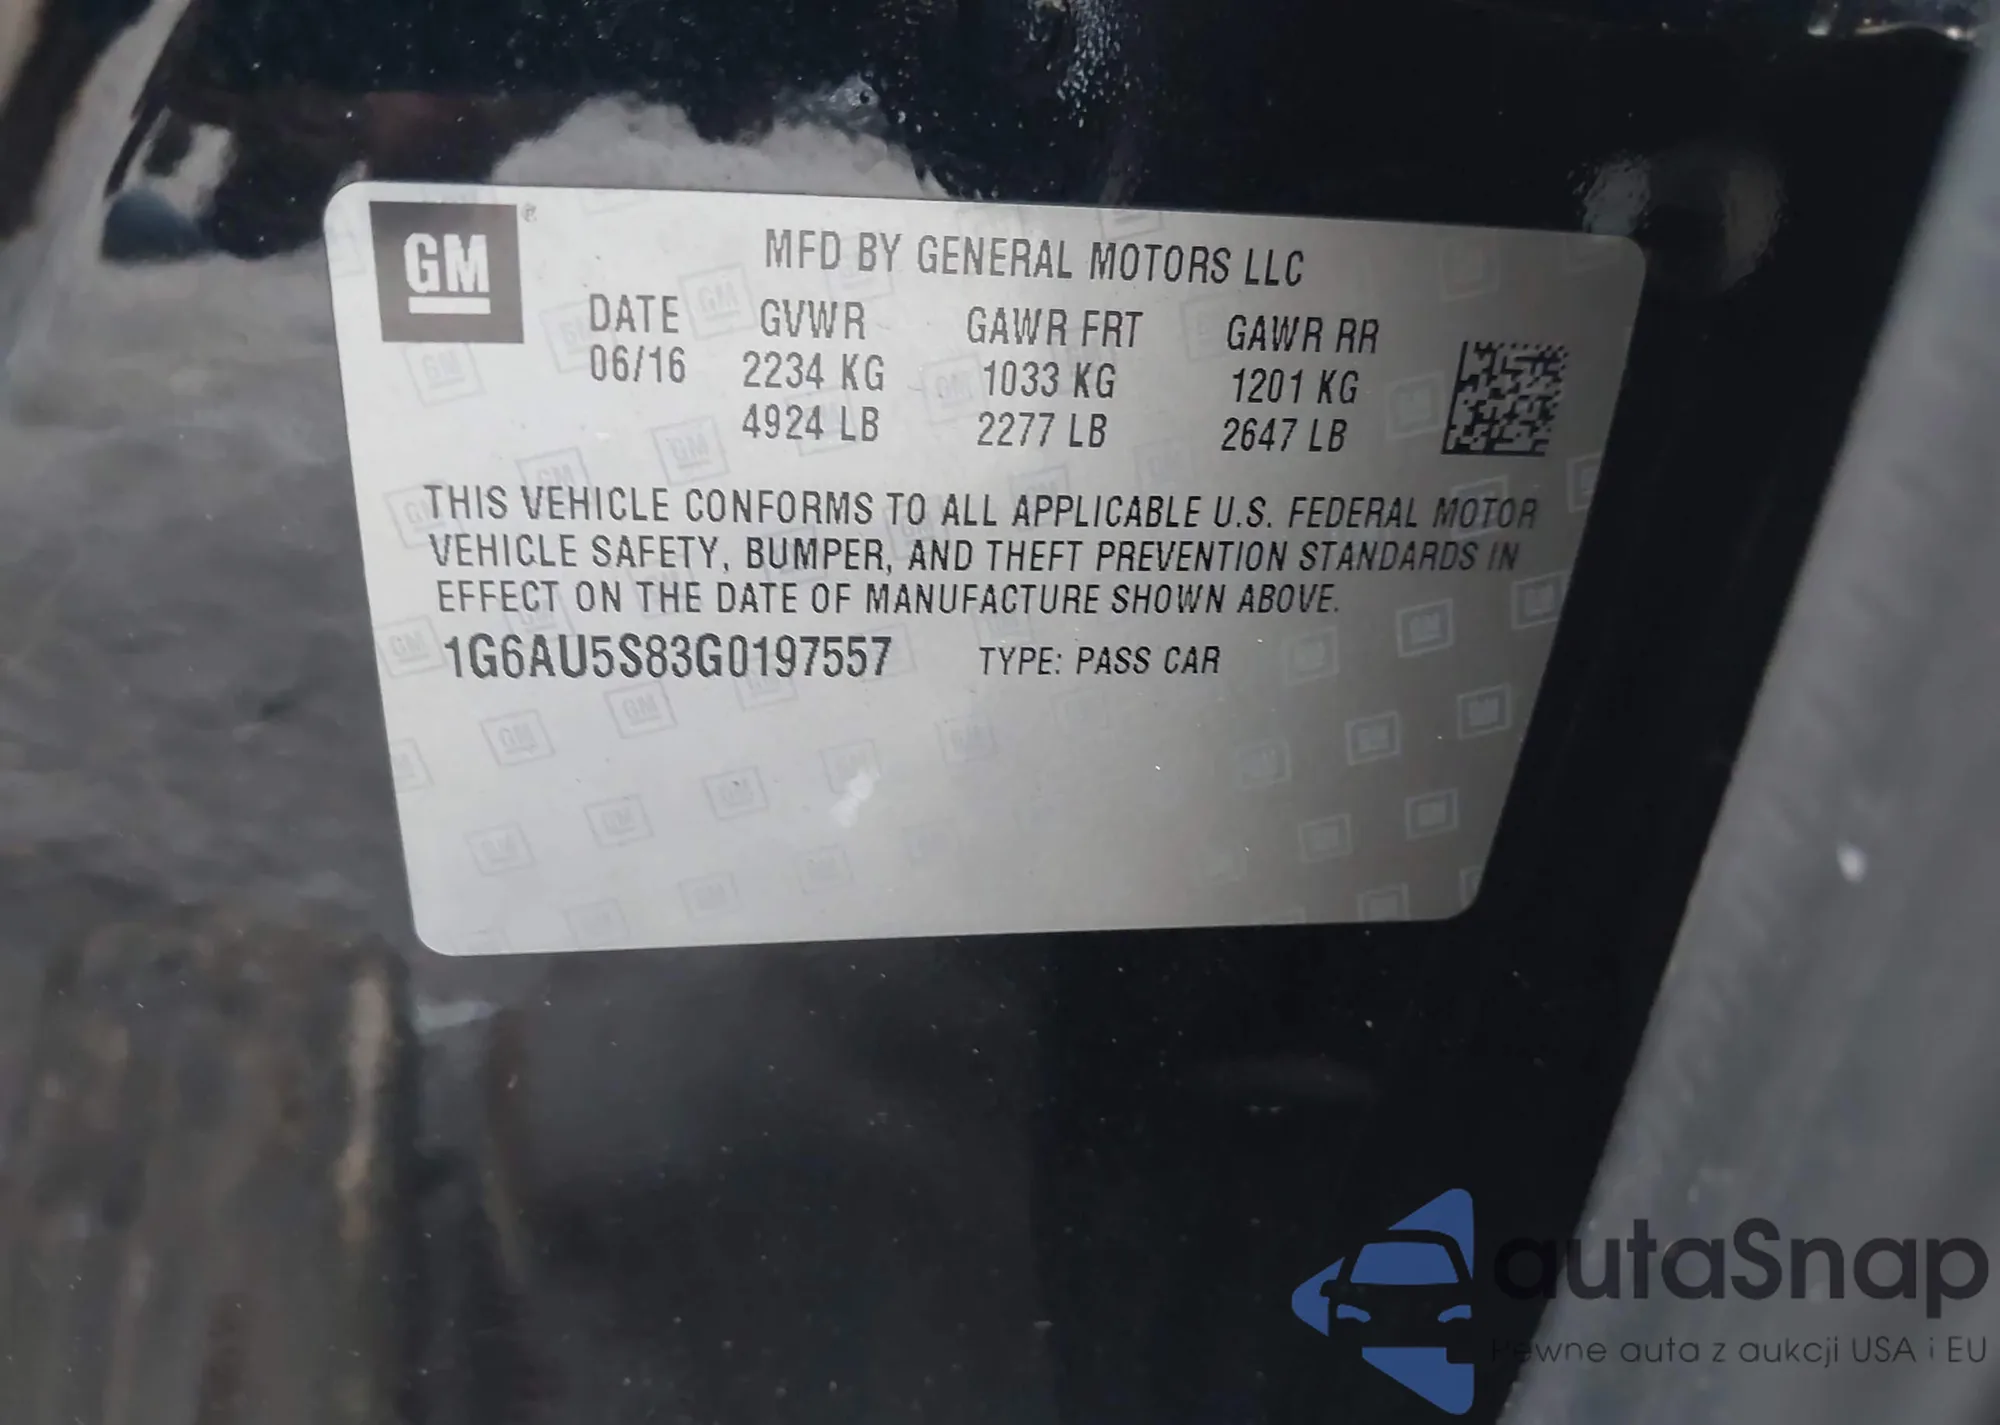 GM
MFD BY GENERAL MOTORS LLC
DATE GVWR GAWR FRT GAWR RR
06/16 2234 KG 1033 KG 1201 KG
4924 LB 2277 LB 2647 LB
THIS VEHICLE CONFORMS TO ALL APPLICABLE U.S. FEDERAL MOTOR
VEHICLE SAFETY, BUMPER, AND THEFT PREVENTION STANDARDS IN
EFFECT ON THE DATE OF MANUFACTURE SHOWN ABOVE.
1G6AU5S83G0197557 TYPE: PASS CAR
autaSnap
Pewne auta z aukcji USA i EU